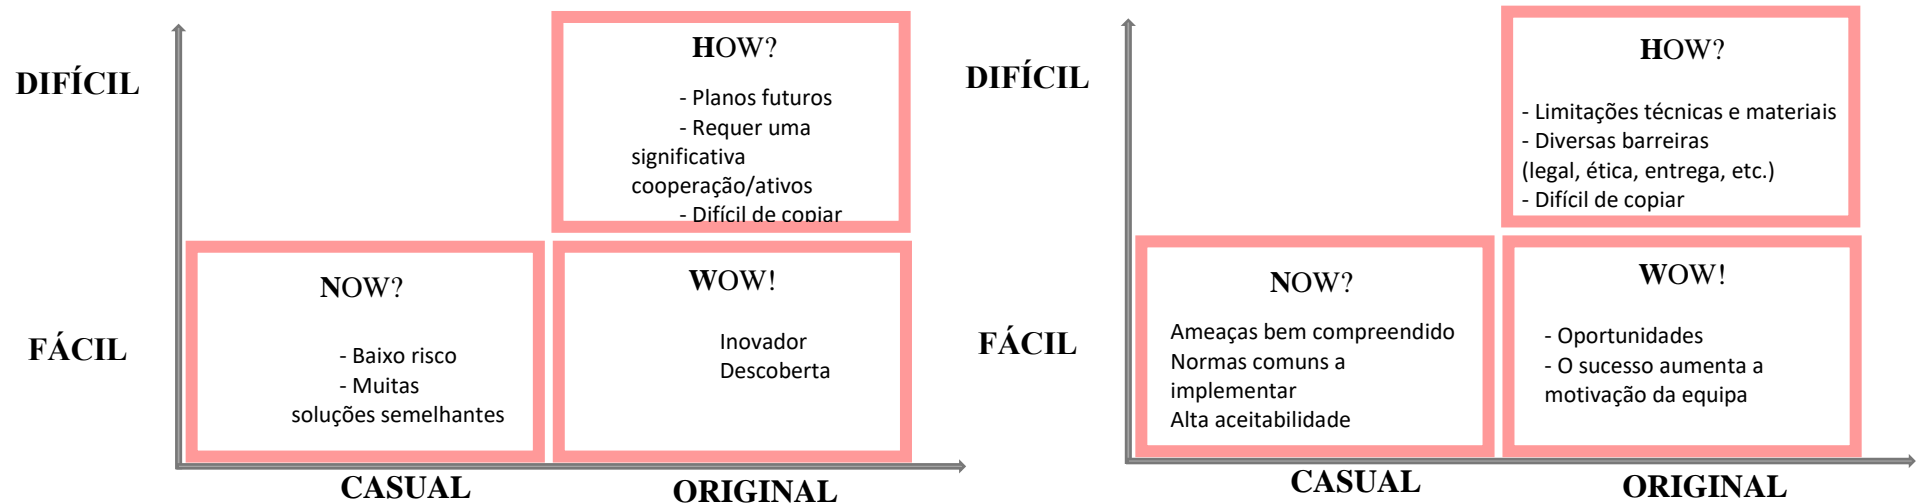 DIFÍCIL
HOW?
- Planos futuros
- Requer uma
significativa
cooperação/ativos
- Difícil de copiar
FÁCIL
NOW?
- Baixo risco
- Muitas
soluções semelhantes
WOW!
Inovador
Descoberta
CASUAL
ORIGINAL
DIFÍCIL
HOW?
- Limitações técnicas e materiais
- Diversas barreiras
(legal, ética, entrega, etc.)
- Difícil de copiar
FÁCIL
NOW?
Ameaças bem compreendido
Normas comuns a
implementar
Alta aceitabilidade
WOW!
- Oportunidades
- O sucesso aumenta a
motivação da equipa
CASUAL
ORIGINAL